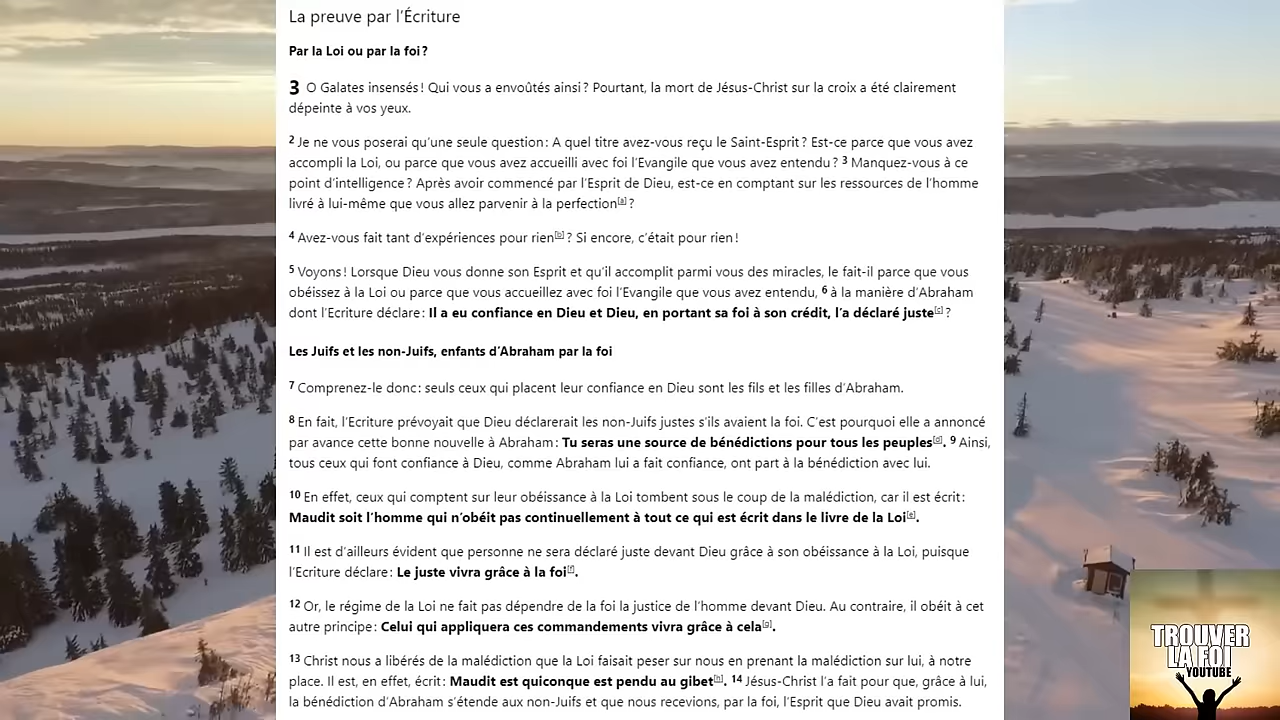 La preuve par l’Écriture
Par la Loi ou par la foi ?
3 O Galates insensés ! Qui vous a envoûtés ainsi ? Pourtant, la mort de Jésus-Christ sur la croix a été clairement
dépeinte à vos yeux.
2 Je ne vous poserai qu’une seule question : A quel titre avez-vous reçu le Saint-Esprit ? Est-ce parce que vous avez
accompli la Loi, ou parce que vous avez accueilli avec foi l’Evangile que vous avez entendu ? 3 Manquez-vous à ce
point d’intelligence ? Après avoir commencé par l’Esprit de Dieu, est-ce en comptant sur les ressources de l’homme
livré à lui-même que vous allez parvenir à la perfection[a] ?
4 Avez-vous fait tant d’expériences pour rien[b] ? Si encore, c’était pour rien !
5 Voyons ! Lorsque Dieu vous donne son Esprit et qu’il accomplit parmi vous des miracles, le fait-il parce que vous
obéissez à la Loi ou parce que vous accueillez avec foi l’Evangile que vous avez entendu, 6 à la manière d’Abraham
dont l’Ecriture déclare : Il a eu confiance en Dieu et Dieu, en portant sa foi à son crédit, l’a déclaré juste[c] ?
Les Juifs et les non-Juifs, enfants d’Abraham par la foi
7 Comprenez-le donc : seuls ceux qui placent leur confiance en Dieu sont les fils et les filles d’Abraham.
8 En fait, l’Ecriture prévoyait que Dieu déclarerait les non-Juifs justes s’ils avaient la foi. C’est pourquoi elle a annoncé
par avance cette bonne nouvelle à Abraham : Tu seras une source de bénédictions pour tous les peuples[d]. 9 Ainsi,
tous ceux qui font confiance à Dieu, comme Abraham lui a fait confiance, ont part à la bénédiction avec lui.
10 En effet, ceux qui comptent sur leur obéissance à la Loi tombent sous le coup de la malédiction, car il est écrit :
Maudit soit l’homme qui n’obéit pas continuellement à tout ce qui est écrit dans le livre de la Loi[e].
11 Il est d’ailleurs évident que personne ne sera déclaré juste devant Dieu grâce à son obéissance à la Loi, puisque
l’Ecriture déclare : Le juste vivra grâce à la foi[f].
12 Or, le régime de la Loi ne fait pas dépendre de la foi la justice de l’homme devant Dieu. Au contraire, il obéit à cet
autre principe : Celui qui appliquera ces commandements vivra grâce à cela[g].
13 Christ nous a libérés de la malédiction que la Loi faisait peser sur nous en prenant la malédiction sur lui, à notre
place. Il est, en effet, écrit : Maudit est quiconque est pendu au gibet[h]. 14 Jésus-Christ l’a fait pour que, grâce à lui,
la bénédiction d’Abraham s’étende aux non-Juifs et que nous recevions, par la foi, l’Esprit que Dieu avait promis.
TROUVER
LA FOI
YOUTUBE